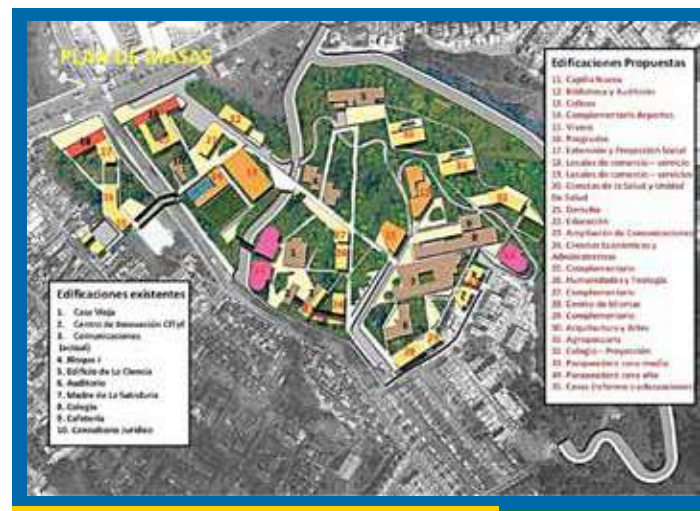 PLAN DE MASAS
Edificaciones Propuestas
11. Capilla Nueva
12. Biblioteca y Auditorio
13. Coliseo
14. Complementario deportes
15. Vivero
16. Posgrados
17. Extensión y Proyección Social
18. Locales de comercio – servicio
19. Locales de comercio – servicios
20. Ciencias de la Salud y Unidad
De Salud
21. Derecho
22. Educación
23. Ampliación de Comunicaciones
24. Ciencias Económicas y
Administrativas
25. Complementario
26. Humanidades y Teología
27. Complementario
28. Centro de Idiomas
29. Complementario
30. Arquitectura y Artes
31. Agropecuaria
32. Colegio – Proyección
33. Parqueadero zona media
34. Parqueadero zona alta
35. Casas (reforma y adecuaciones)
Edificaciones existentes
1. Casa Vieja
2. Centro de Innovación
3. Comunicaciones
(actual)
4. Bloque I
5. Edificio de La Ciencia
6. Auditorio
7. Madre de La Sabiduría
8. Colegio
9. Cafetería
10. Consultorio Jurídico